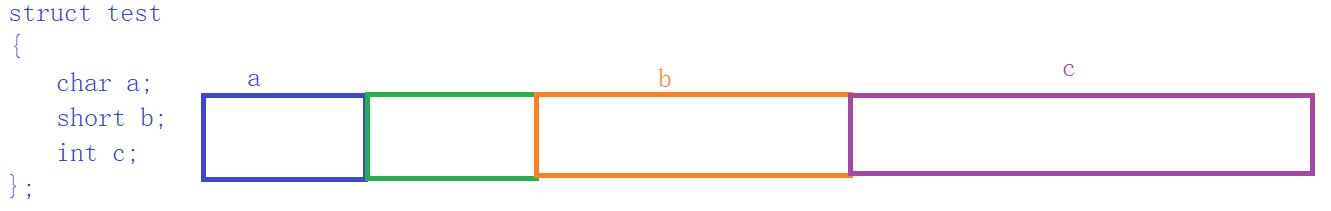 struct test
{
char a;
short b;
int c;
};
a
b
c